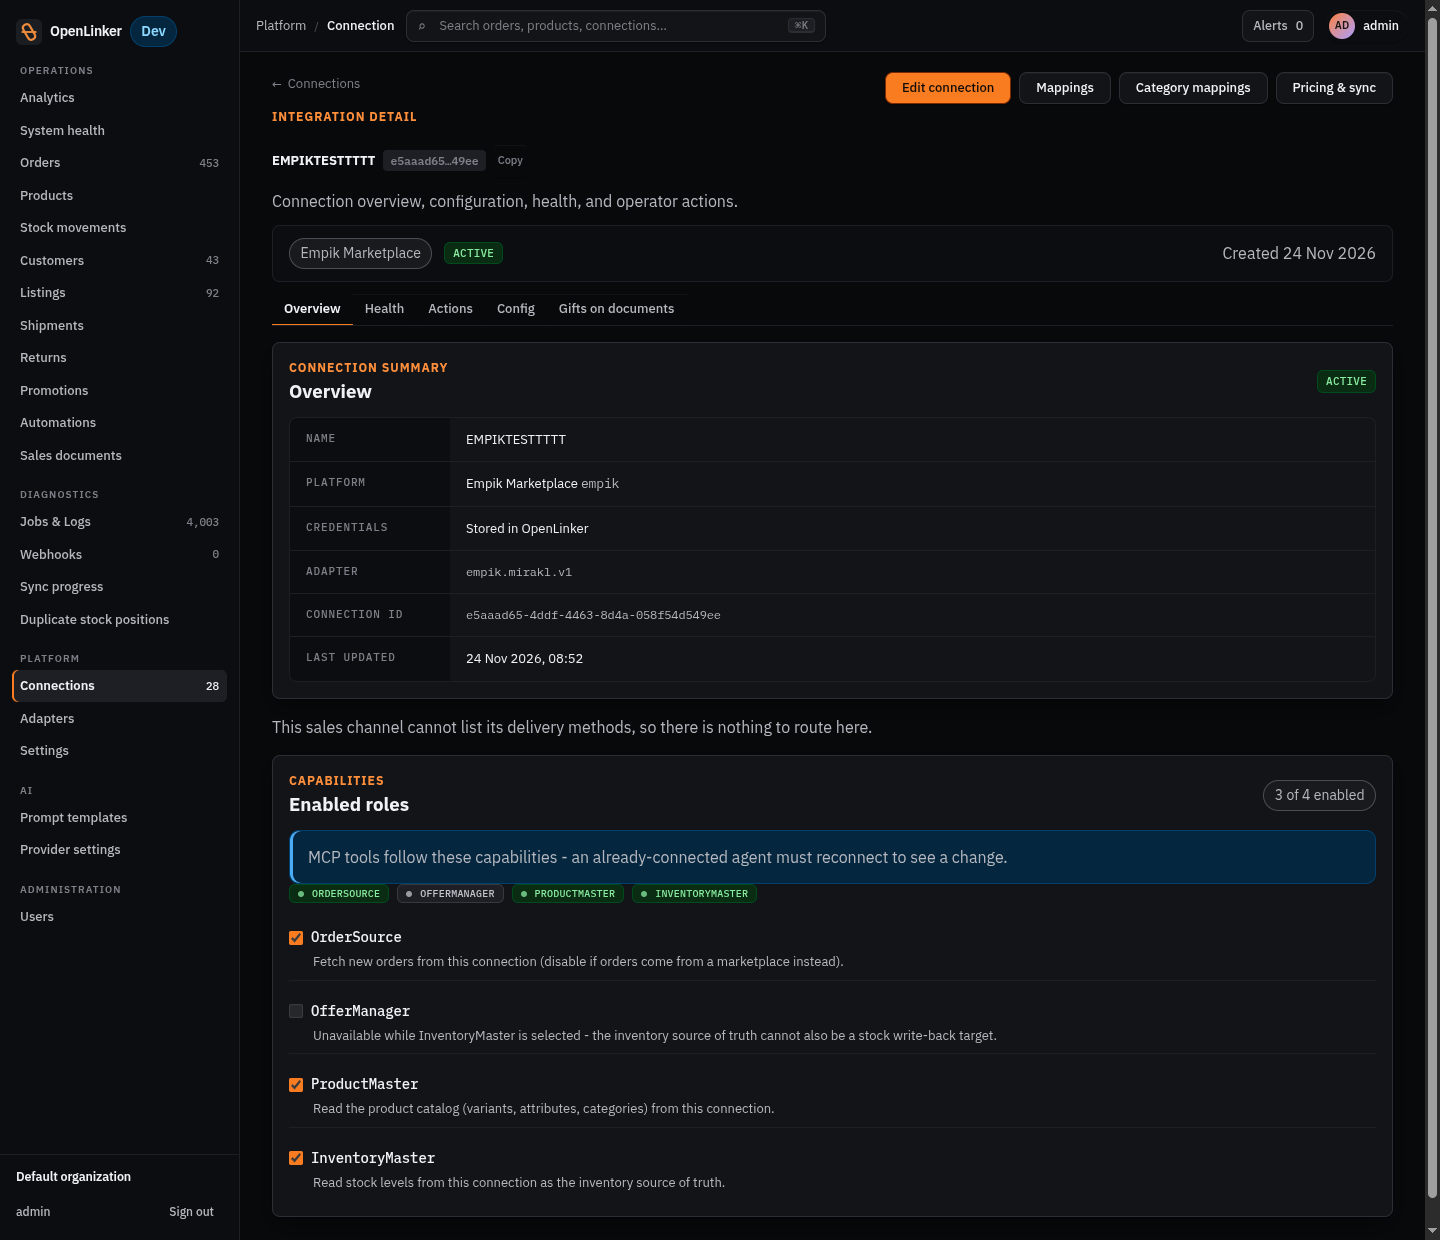 OpenLinker Dev
OPERATIONS
Analytics
System health
Orders 453
Products
Stock movements
Customers 43
Listings 92
Shipments
Returns
Promotions
Automations
Sales documents
DIAGNOSTICS
Jobs & Logs 4,003
Webhooks 0
Sync progress
Duplicate stock positions
PLATFORM
Connections 28
Adapters
Settings
AI
Prompt templates
Provider settings
ADMINISTRATION
Users
Default organization
admin Sign out
Platform / Connection Search orders, products, connections... ⌘K Alerts 0 AD admin
← Connections Edit connection Mappings Category mappings Pricing & sync
INTEGRATION DETAIL
EMPIKTESTTTTT e5aaad65…49ee Copy
Connection overview, configuration, health, and operator actions.
Empik Marketplace ACTIVE Created 24 Nov 2026
Overview Health Actions Config Gifts on documents
CONNECTION SUMMARY
Overview ACTIVE
NAME EMPIKTESTTTTT
PLATFORM Empik Marketplace empik
CREDENTIALS Stored in OpenLinker
ADAPTER empik.mirakl.v1
CONNECTION ID e5aaad65-4ddf-4463-8d4a-058f54d549ee
LAST UPDATED 24 Nov 2026, 08:52
This sales channel cannot list its delivery methods, so there is nothing to route here.
CAPABILITIES
Enabled roles 3 of 4 enabled
MCP tools follow these capabilities - an already-connected agent must reconnect to see a change.
ORDERSOURCE OFFERMANAGER PRODUCTMASTER INVENTORYMASTER
OrderSource
Fetch new orders from this connection (disable if orders come from a marketplace instead).
OfferManager
Unavailable while InventoryMaster is selected - the inventory source of truth cannot also be a stock write-back target.
ProductMaster
Read the product catalog (variants, attributes, categories) from this connection.
InventoryMaster
Read stock levels from this connection as the inventory source of truth.